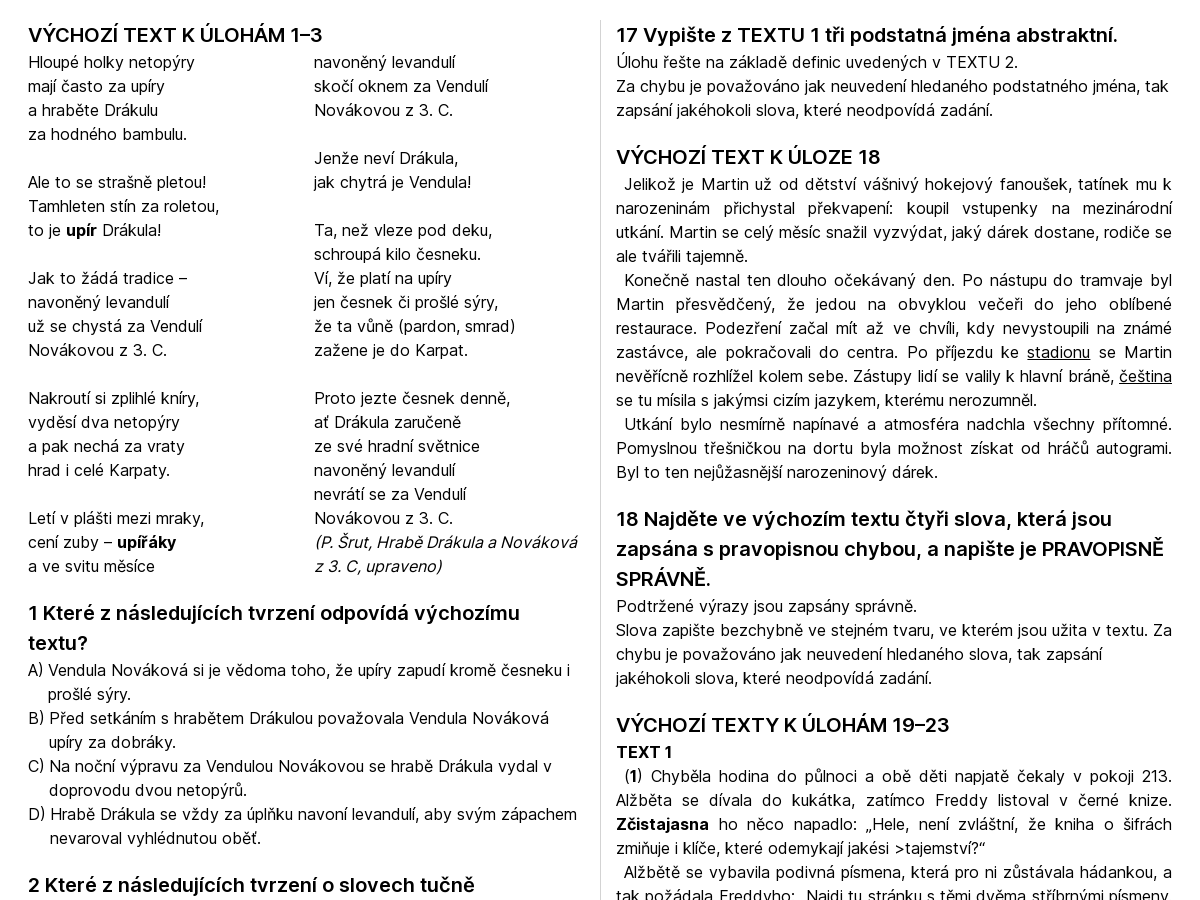 VÝCHOZÍ TEXT K ÚLOHÁM 1–3
Hloupé holky netopýry
mají často za upíry
a hraběte Drákulu
za hodného bambulu.
Ale to se strašně pletou!
Tamhleten stín za roletou,
to je upír Drákula!
Jak to žádá tradice –
navoněný levandulí
už se chystá za Vendulí
Novákovou z 3. C.
Nakroutí si zplihlé kníry,
vyděsí dva netopýry
a pak nechá za vraty
hrad i celé Karpaty.
Letí v plášti mezi mraky,
cení zuby – upířáky
a ve svitu měsíce
navoněný levandulí
skočí oknem za Vendulí
Novákovou z 3. C.
Jenže neví Drákula,
jak chytrá je Vendula!
Ta, než vleze pod deku,
schroupá kilo česneku.
Ví, že platí na upíry
jen česnek či prošlé sýry,
že ta vůně (pardon, smrad)
zažene je do Karpat.
Proto jezte česnek denně,
ať Drákula zaručeně
ze své hradní světnice
navoněný levandulí
nevrátí se za Vendulí
Novákovou z 3. C.
(P. Šrut, Hrabě Drákula a Nováková
z 3. C, upraveno)
1 Které z následujících tvrzení odpovídá výchozímu
textu?
A) Vendula Nováková si je vědoma toho, že upíry zapudí kromě česneku i
prošlé sýry.
B) Před setkáním s hrabětem Drákulou považovala Vendula Nováková
upíry za dobráky.
C) Na noční výpravu za Vendulou Novákovou se hrabě Drákula vydal v
doprovodu dvou netopýrů.
D) Hrabě Drákula se vždy za úplňku navoní levandulí, aby svým zápachem
nevaroval vyhlédnutou oběť.
2 Které z následujících tvrzení o slovech tučně
17 Vypište z TEXTU 1 tři podstatná jména abstraktní.
Úlohu řešte na základě definic uvedených v TEXTU 2.
Za chybu je považováno jak neuvedení hledaného podstatného jména, tak
zapsání jakéhokoli slova, které neodpovídá zadání.
VÝCHOZÍ TEXT K ÚLOZE 18
Jelikož je Martin už od dětství vášnivý hokejový fanoušek, tatínek mu k
narozeninám přichystal překvapení: koupil vstupenky na mezinárodní
utkání. Martin se celý měsíc snažil vyzvýdat, jaký dárek dostane, rodiče se
ale tvářili tajemně.
Konečně nastal ten dlouho očekávaný den. Po nástupu do tramvaje byl
Martin přesvědčený, že jedou na obvyklou večeři do jeho oblíbené
restaurace. Podezření začal mít až ve chvíli, kdy nevystoupili na známé
zastávce, ale pokračovali do centra. Po příjezdu ke stadionu se Martin
nevěřícně rozhlížel kolem sebe. Zástupy lidí se valily k hlavní bráně, čeština
se tu mísila s jakýmsi cizím jazykem, kterému nerozumněl.
Utkání bylo nesmírně napínavé a atmosféra nadchla všechny přítomné.
Pomyslnou třešničkou na dortu byla možnost získat od hráčů autogrami.
Byl to ten nejůžasnější narozeninový dárek.
18 Najděte ve výchozím textu čtyři slova, která jsou
zapsána s pravopisnou chybou, a napište je PRAVOPISNĚ
SPRÁVNĚ.
Podtržené výrazy jsou zapsány správně.
Slova zapište bezchybně ve stejném tvaru, ve kterém jsou užita v textu. Za
chybu je považováno jak neuvedení hledaného slova, tak zapsání
jakéhokoli slova, které neodpovídá zadání.
VÝCHOZÍ TEXTY K ÚLOHÁM 19–23
TEXT 1
(1) Chyběla hodina do půlnoci a obě děti napjatě čekaly v pokoji 213.
Alžběta se dívala do kukátka, zatímco Freddy listoval v černé knize.
Zčistajasna ho něco napadlo: „Hele, není zvláštní, že kniha o šifrách
zmiňuje i klíče, které odemykají jakési >tajemství?“
Alžbětě se vybavila podivná písmena, která pro ni zůstávala hádankou, a
tak požádala Freddyho: „Najdi tu stránku s těmi dvěma stříbrnými písmeny.